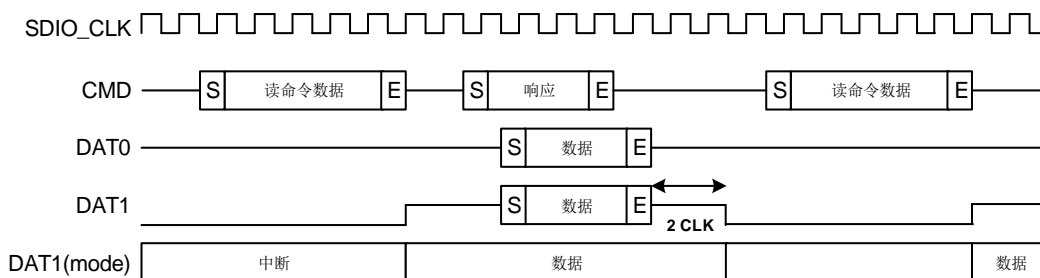 SDIO_CLK
CMD S 读命令数据 E S 响应 E S 读命令数据 E
DAT0 S 数据 E
DAT1 S 数据 E
2 CLK
DAT1(mode) 中断 数据 数据